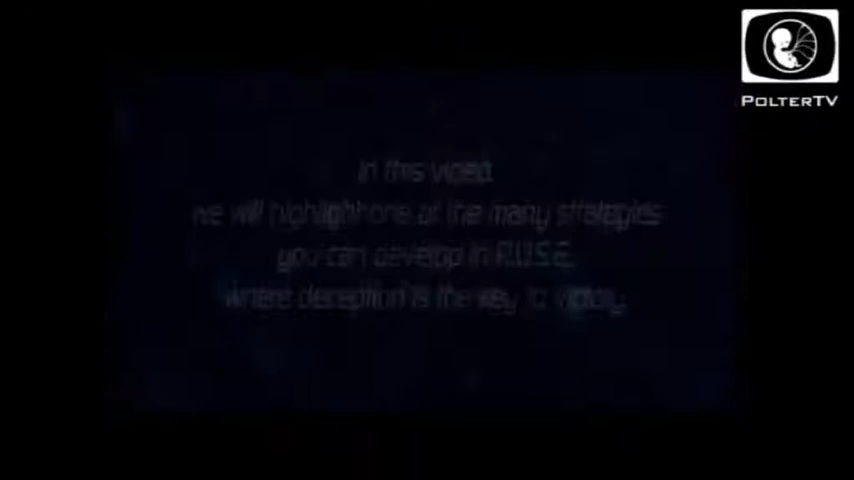 POLTERTV
In this video,
we will highlight one of the many strategies
you can develop in R.U.S.E.
where deception is the key to victory.